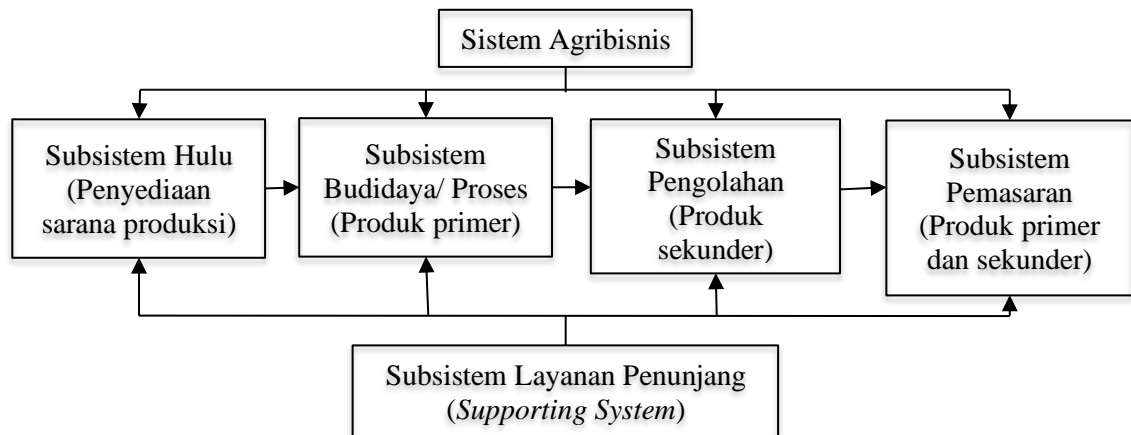 Sistem Agribisnis
Subsistem Hulu
(Penyediaan
sarana produksi)
Subsistem
Budidaya/ Proses
(Produk primer)
Subsistem
Pengolahan
(Produk
sekunder)
Subsistem
Pemasaran
(Produk primer
dan sekunder)
Subsistem Layanan Penunjang
(Supporting System)